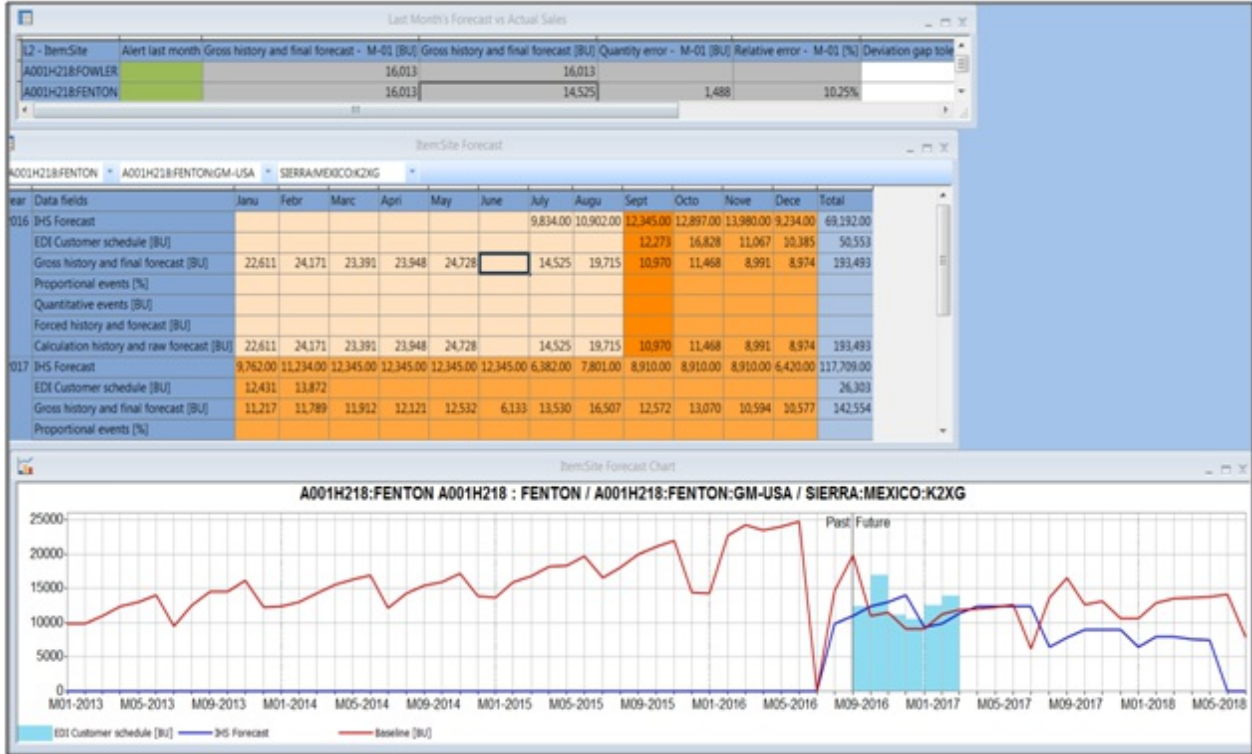 Last Month's Forecast vs Actual Sales
L2 - Item:Site Alert last month Gross history and final forecast - M-01 [BU] Gross history and final forecast [BU] Quantity error - M-01 [BU] Relative error - M-01 [%] Deviation gap tole
A001H218:FOWLER 16,013 16,013
A001H218:FENTON 16,013 14,525 1,488 10.25%
Item:Site Forecast
A001H218:FENTON A001H218:FENTON:GM-USA SIERRA:MEXICO:K2XG
ear Data fields Janu Febr Marc Apri May June July Augu Sept Octo Nove Dece Total
2016 IHS Forecast 9,834.00 10,902.00 12,345.00 12,897.00 13,980.00 9,234.00 69,192.00
EDI Customer schedule [BU] 12,273 16,828 11,067 10,385 50,553
Gross history and final forecast [BU] 22,611 24,171 23,391 23,948 24,728 14,525 19,715 10,970 11,468 8,991 8,974 193,493
Proportional events [%]
Quantitative events [BU]
Forced history and forecast [BU]
Calculation history and raw forecast [BU] 22,611 24,171 23,391 23,948 24,728 14,525 19,715 10,970 11,468 8,991 8,974 193,493
2017 IHS Forecast 9,762.00 11,234.00 12,345.00 12,345.00 12,345.00 12,345.00 6,382.00 7,801.00 8,910.00 8,910.00 8,910.00 6,420.00 117,709.00
EDI Customer schedule [BU] 12,431 13,872 26,303
Gross history and final forecast [BU] 11,217 11,789 11,912 12,121 12,532 6,133 13,530 16,507 12,572 13,070 10,594 10,577 142,554
Proportional events [%]
Item:Site Forecast Chart
A001H218:FENTON A001H218 : FENTON / A001H218:FENTON:GM-USA / SIERRA:MEXICO:K2XG
25000
Past Future
20000
15000
10000
5000
0
M01-2013 M05-2013 M09-2013 M01-2014 M05-2014 M09-2014 M01-2015 M05-2015 M09-2015 M01-2016 M05-2016 M09-2016 M01-2017 M05-2017 M09-2017 M01-2018 M05-2018
EDI Customer schedule [BU] IHS Forecast Baseline [BU]